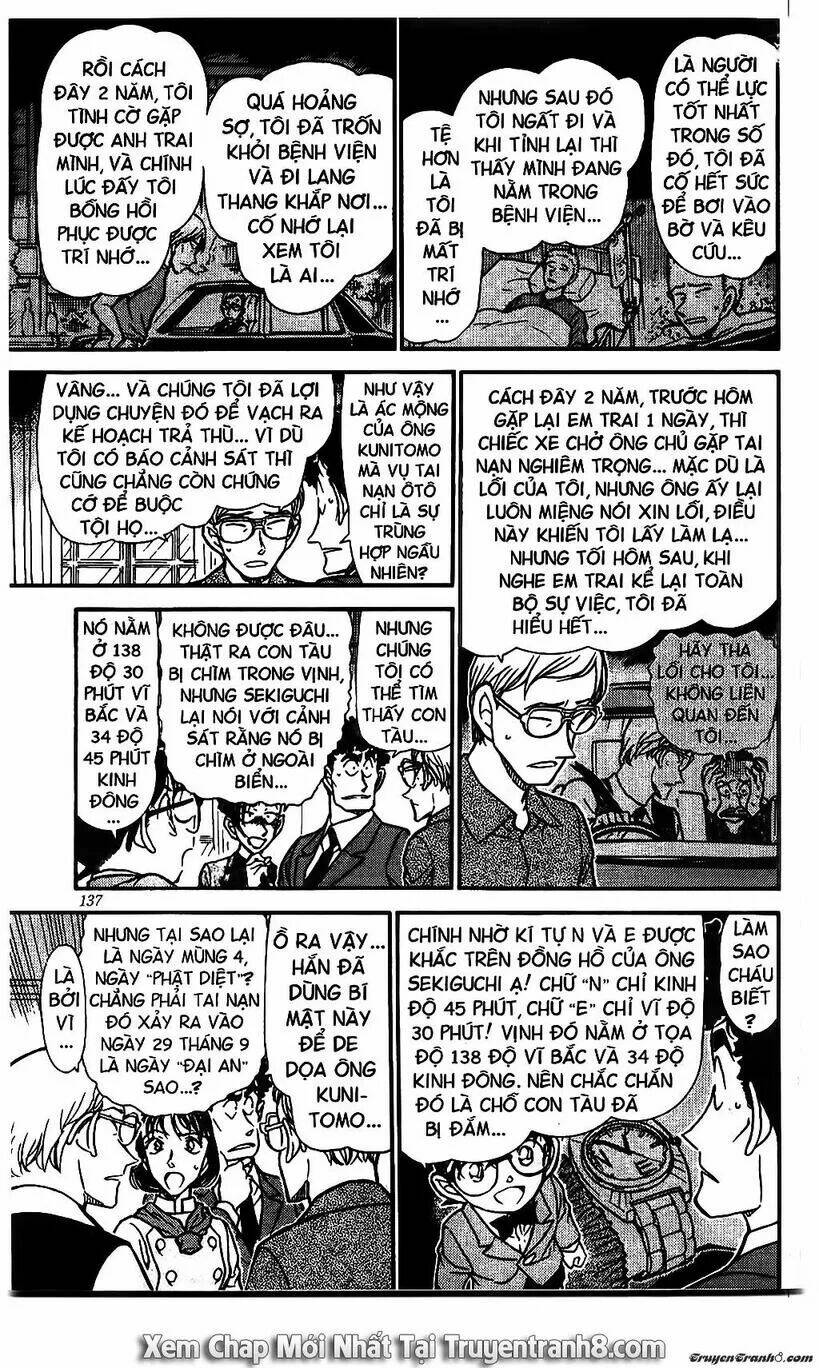 LÀ NGƯỜI
CÓ THỂ LỰC
TỐT NHẤT
TRONG SỐ
ĐÓ, TÔI ĐÃ
CỐ HẾT SỨC
ĐỂ BƠI VÀO
BỜ VÀ KÊU
CỨU...
NHƯNG SAU ĐÓ
TÔI NGẤT ĐI VÀ
KHI TỈNH LẠI THÌ
THẤY MÌNH ĐANG
NẰM TRONG
BỆNH VIỆN...
TỆ
HƠN
LÀ
TÔI
ĐÃ BỊ
MẤT
TRÍ
NHỚ
...
QUÁ HOẢNG
SỢ, TÔI ĐÃ TRỐN
KHỎI BỆNH VIỆN
VÀ ĐI LANG
THANG KHẮP NƠI...
CỐ NHỚ LẠI
XEM TÔI
LÀ AI...
RỒI CÁCH
ĐÂY 2 NĂM, TÔI
TÌNH CỜ GẶP
ĐƯỢC ANH TRAI
MÌNH, VÀ CHÍNH
LÚC ĐẤY TÔI
BỒNG HỒI
PHỤC ĐƯỢC
TRÍ NHỚ...
CÁCH ĐÂY 2 NĂM, TRƯỚC HÔM
GẶP LẠI EM TRAI 1 NGÀY, THÌ
CHIẾC XE CHỞ ÔNG CHỦ GẶP TAI
NẠN NGHIÊM TRỌNG... MẶC DÙ LÀ
LỖI CỦA TÔI, NHƯNG ÔNG ẤY LẠI
LUÔN MIỆNG NÓI XIN LỖI, ĐIỀU
NÀY KHIẾN TÔI LẤY LÀM LẠ...
NHƯNG TỐI HÔM SAU, KHI
NGHE EM TRAI KỂ LẠI TOÀN
BỘ SỰ VIỆC, TÔI ĐÃ
HIỂU HẾT...
HÃY THA
LỖI CHO TÔI...
KHÔNG LIÊN
QUAN ĐẾN
TÔI...
NHƯ VẬY
LÀ ÁC MỘNG
CỦA ÔNG
KUNITOMO
MÀ VỤ TAI
NẠN ÔTÔ
CHỈ LÀ SỰ
TRÙNG
HỢP NGẪU
NHIÊN?
VÂNG... VÀ CHÚNG TÔI ĐÃ LỢI
DỤNG CHUYỆN ĐÓ ĐỂ VẠCH RA
KẾ HOẠCH TRẢ THÙ... VÌ DÙ
TÔI CÓ BÁO CẢNH SÁT THÌ
CŨNG CHẲNG CÒN CHỨNG
CỚ ĐỂ BUỘC
TỘI HỌ...
NHƯNG
CHÚNG
TÔI CÓ
THỂ TÌM
THẤY CON
TÀU...
KHÔNG ĐƯỢC ĐÂU...
THẬT RA CON TÀU
BỊ CHÌM TRONG VỊNH,
NHƯNG SEKIGUCHI
LẠI NÓI VỚI CẢNH
SÁT RẰNG NÓ BỊ
CHÌM Ở NGOÀI
BIỂN...
NÓ NẰM
Ở 138
ĐỘ 30
PHÚT VĨ
BẮC VÀ
34 ĐỘ
45 PHÚT
KINH
ĐÔNG
...
137
LÀM
SAO
CHÁU
BIẾT
?
CHÍNH NHỜ KÍ TỰ N VÀ E ĐƯỢC
KHẮC TRÊN ĐỒNG HỒ CỦA ÔNG
SEKIGUCHI Ạ! CHỮ "N" CHỈ KINH
ĐỘ 45 PHÚT, CHỮ "E" CHỈ VĨ ĐỘ
30 PHÚT! VỊNH ĐÓ NẰM Ở TỌA
ĐỘ 138 ĐỘ VĨ BẮC VÀ 34 ĐỘ
KINH ĐÔNG. NÊN CHẮC CHẮN
ĐÓ LÀ CHỖ CON TÀU ĐÃ
BỊ ĐẮM...
N
E
Ồ RA VẬY...
HẮN ĐÃ
DÙNG BÍ
MẬT NÀY
ĐỂ ĐE
DỌA ÔNG
KUNI-
TOMO...
NHƯNG TẠI SAO LẠI
LÀ NGÀY MÙNG 4,
NGÀY "PHẬT DIỆT"?
CHẲNG PHẢI TAI NẠN
ĐÓ XẢY RA VÀO
NGÀY 29 THÁNG 9
LÀ NGÀY "ĐẠI AN"
SAO...?
LÀ
BỞI
VÌ
...
Xem Chap Mới Nhất Tại Truyentranh8.com
TruyenTranh8.com